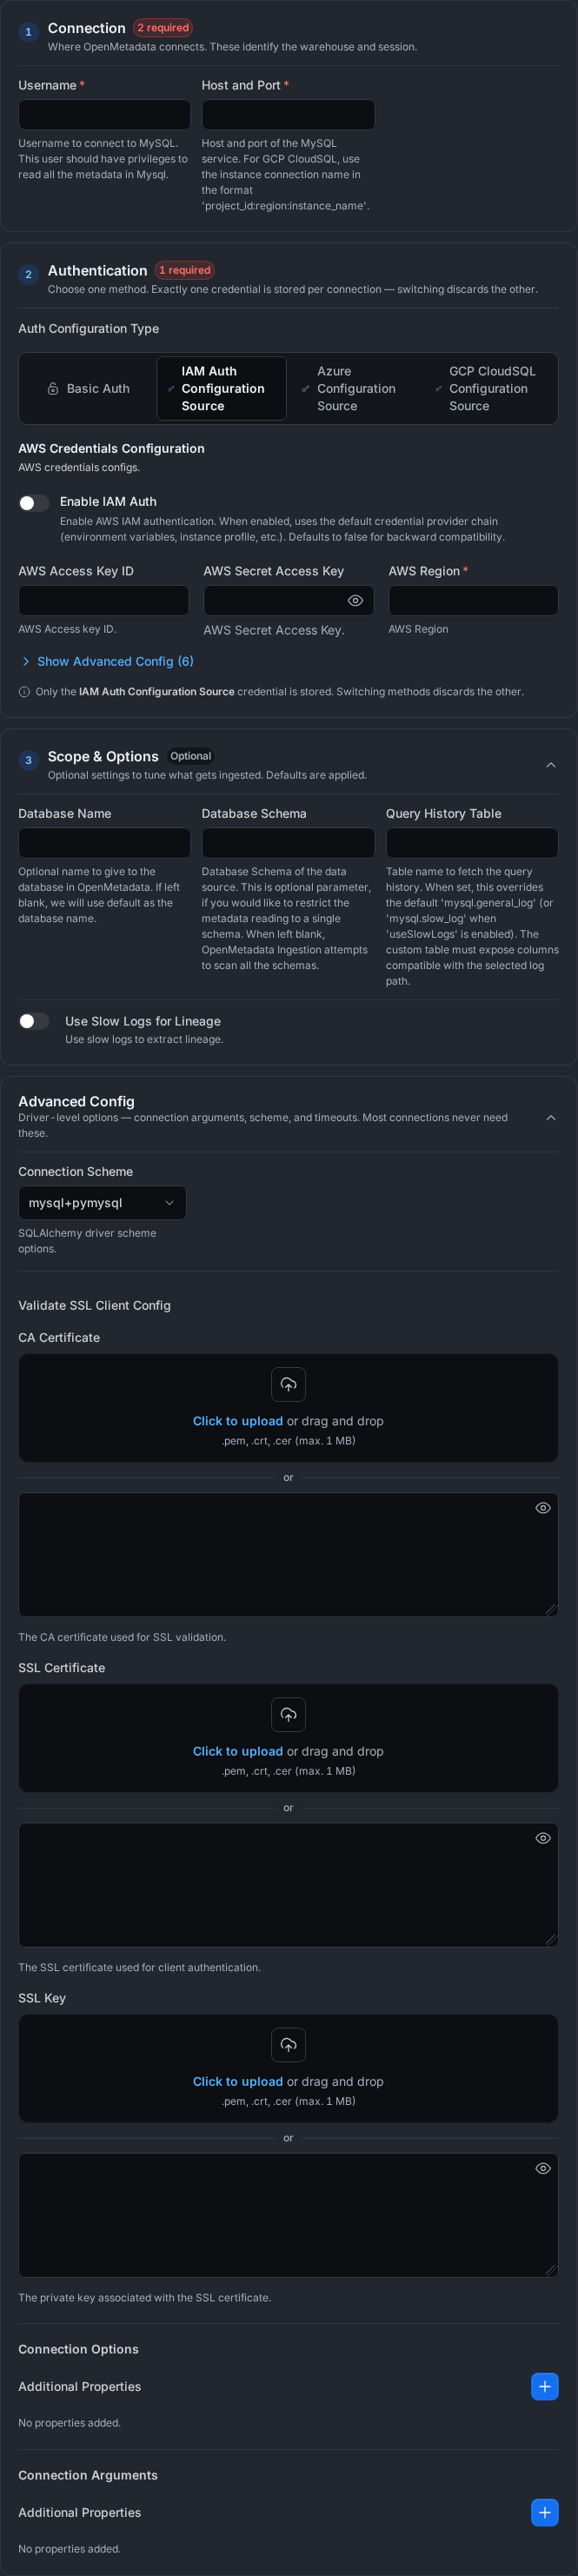 1
Connection
2 required
Where OpenMetadata connects. These identify the warehouse and session.
Username *
Username to connect to MySQL.
This user should have privileges to
read all the metadata in Mysql.
Host and Port *
Host and port of the MySQL
service. For GCP CloudSQL, use
the instance connection name in
the format
'project_id:region:instance_name'.
2
Authentication
1 required
Choose one method. Exactly one credential is stored per connection — switching discards the other.
Auth Configuration Type
Basic Auth
IAM Auth
Configuration
Source
Azure
Configuration
Source
GCP CloudSQL
Configuration
Source
AWS Credentials Configuration
AWS credentials configs.
Enable IAM Auth
Enable AWS IAM authentication. When enabled, uses the default credential provider chain
(environment variables, instance profile, etc.). Defaults to false for backward compatibility.
AWS Access Key ID
AWS Access key ID.
AWS Secret Access Key
AWS Secret Access Key.
AWS Region *
AWS Region
Show Advanced Config (6)
Only the IAM Auth Configuration Source credential is stored. Switching methods discards the other.
3
Scope & Options
Optional
Optional settings to tune what gets ingested. Defaults are applied.
Database Name
Optional name to give to the
database in OpenMetadata. If left
blank, we will use default as the
database name.
Database Schema
Database Schema of the data
source. This is optional parameter,
if you would like to restrict the
metadata reading to a single
schema. When left blank,
OpenMetadata Ingestion attempts
to scan all the schemas.
Query History Table
Table name to fetch the query
history. When set, this overrides
the default 'mysql.general_log' (or
'mysql.slow_log' when
'useSlowLogs' is enabled). The
custom table must expose columns
compatible with the selected log
path.
Use Slow Logs for Lineage
Use slow logs to extract lineage.
Advanced Config
Driver-level options — connection arguments, scheme, and timeouts. Most connections never need
these.
Connection Scheme
mysql+pymysql
SQLAlchemy driver scheme
options.
Validate SSL Client Config
CA Certificate
Click to upload or drag and drop
.pem, .crt, .cer (max. 1 MB)
or
The CA certificate used for SSL validation.
SSL Certificate
Click to upload or drag and drop
.pem, .crt, .cer (max. 1 MB)
or
The SSL certificate used for client authentication.
SSL Key
Click to upload or drag and drop
.pem, .crt, .cer (max. 1 MB)
or
The private key associated with the SSL certificate.
Connection Options
Additional Properties
No properties added.
Connection Arguments
Additional Properties
No properties added.